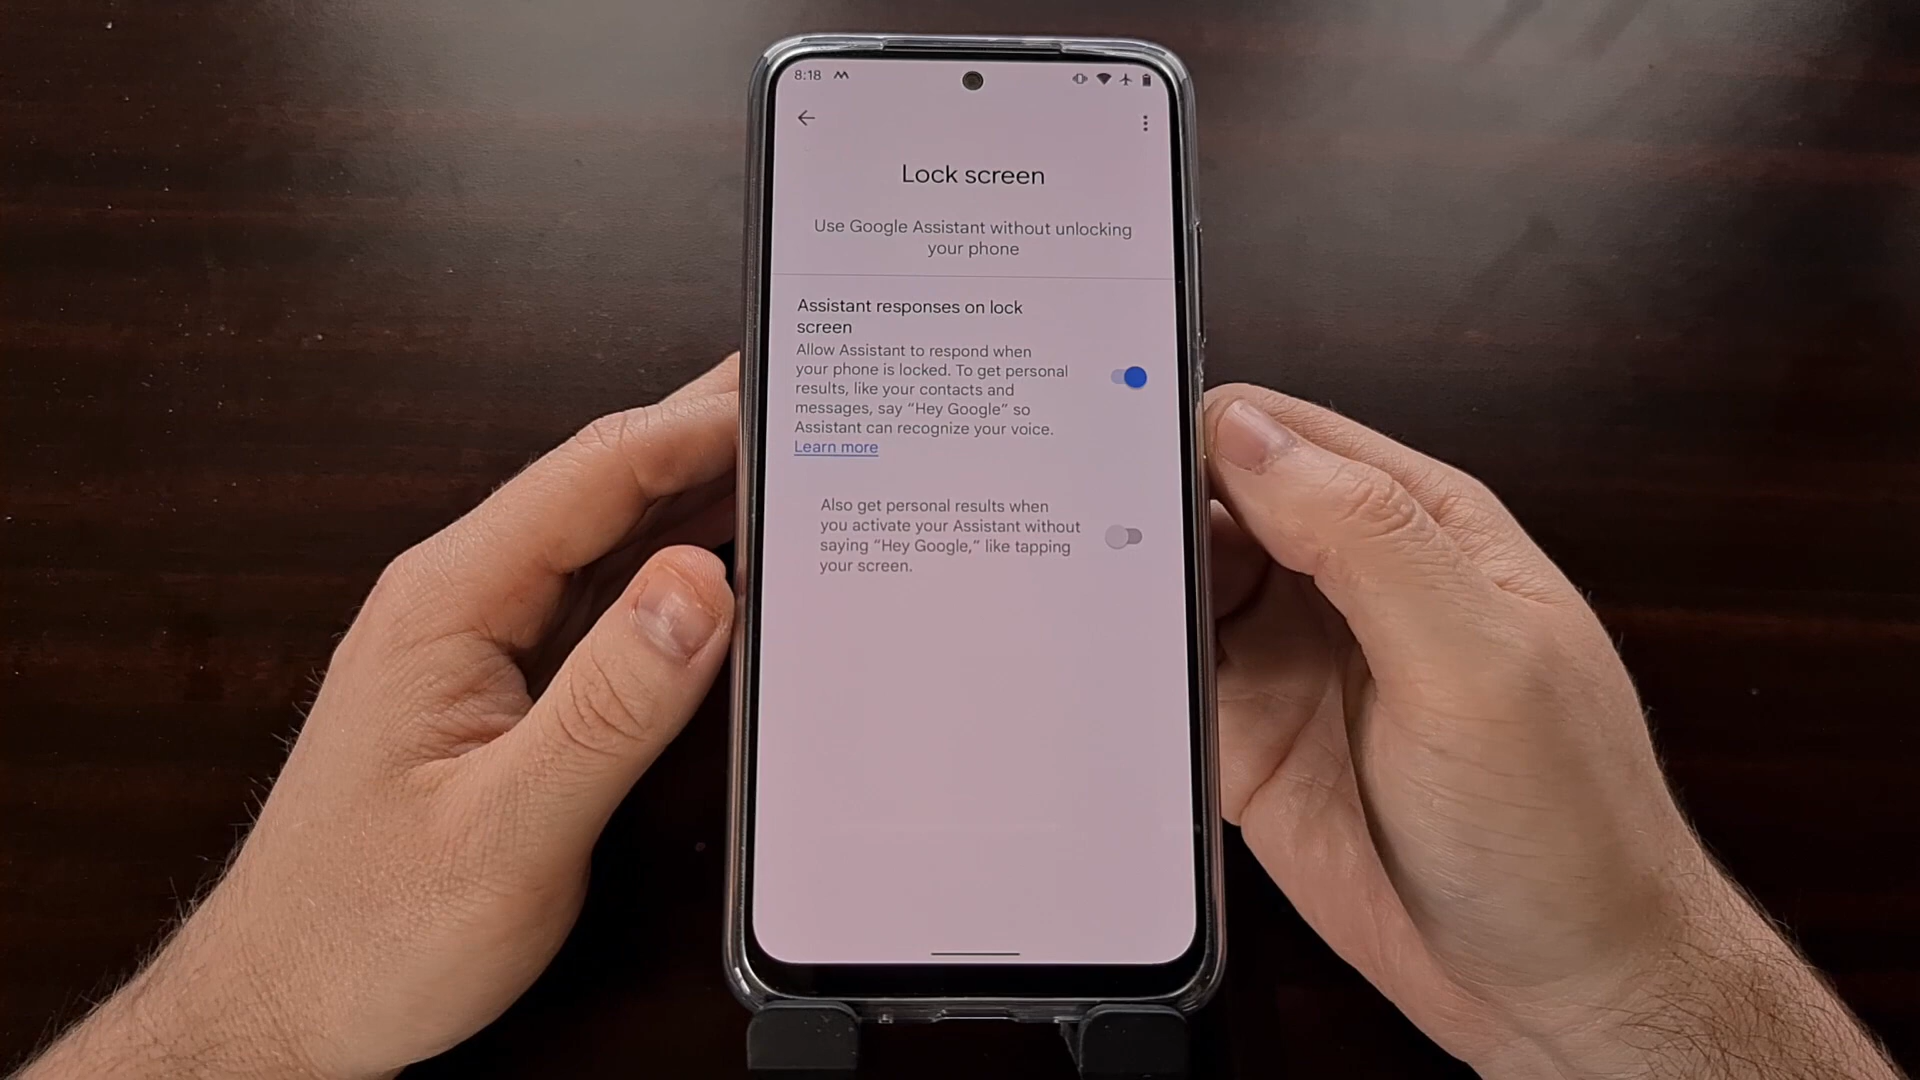 8:18
Lock screen
Use Google Assistant without unlocking
your phone
Assistant responses on lock
screen
Allow Assistant to respond when
your phone is locked. To get personal
results, like your contacts and
messages, say “Hey Google” so
Assistant can recognize your voice.
Learn more
Also get personal results when
you activate your Assistant without
saying “Hey Google,” like tapping
your screen.